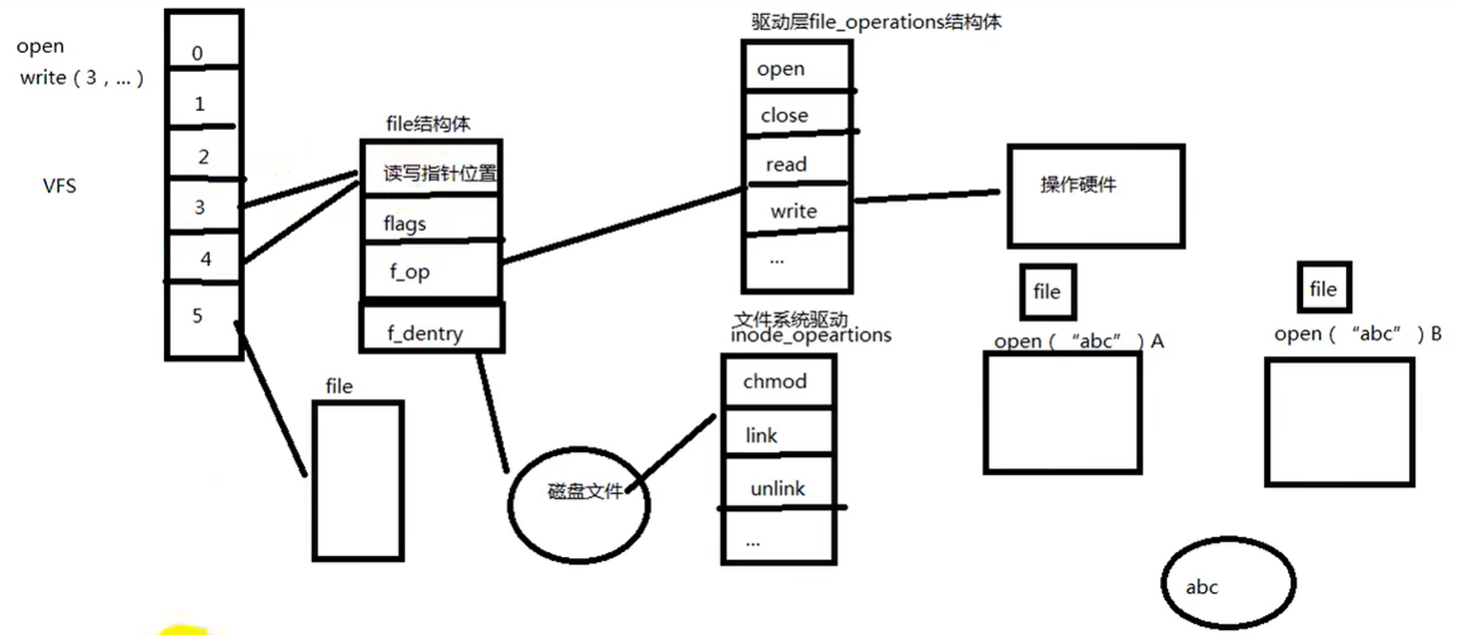 open
write（3，...）
VFS
0
1
2
3
4
5
file结构体
读写指针位置
flags
f_op
f_dentry
file
磁盘文件
驱动层file_operations结构体
open
close
read
write
...
操作硬件
文件系统驱动
inode_opeartions
chmod
link
unlink
...
file
open（“abc”）A
file
open（“abc”）B
abc